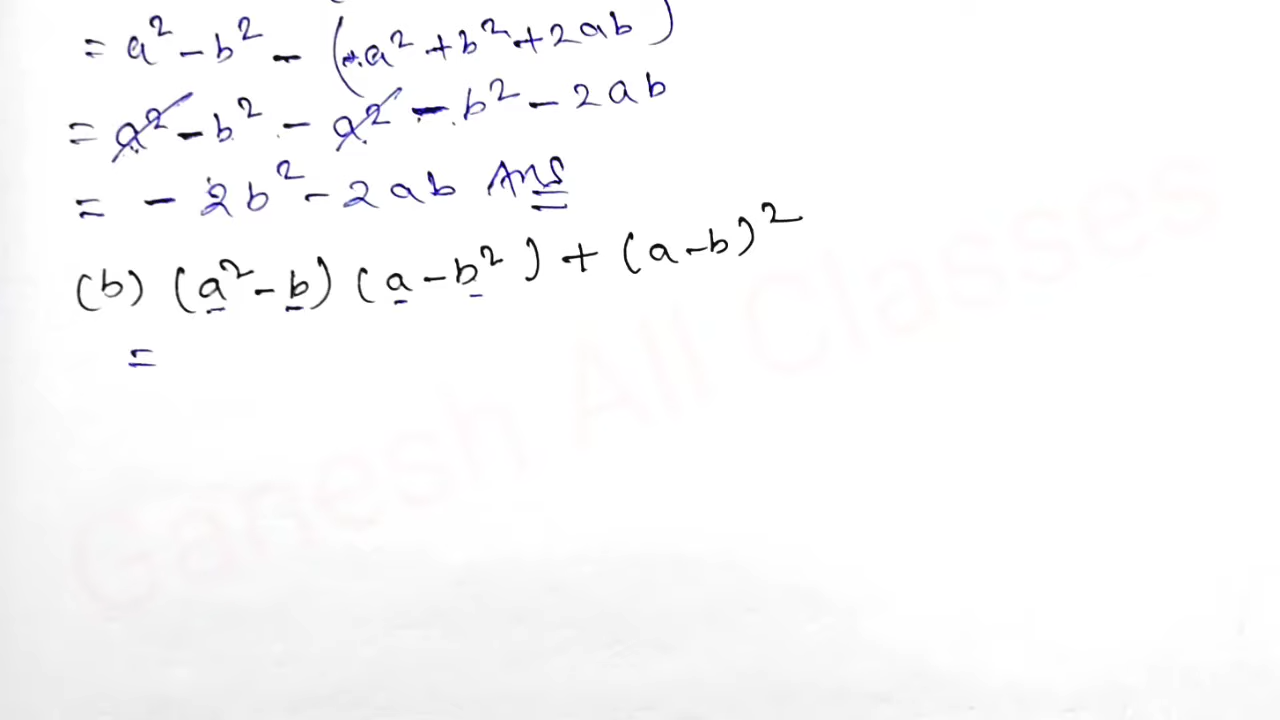 = a² - b² - (a² + b² + 2ab)
= a² - b² - a² - b² - 2ab
= - 2b² - 2ab Ans
(b) (a² - b) (a - b²) + (a - b)²
=
Ganesh All Classes